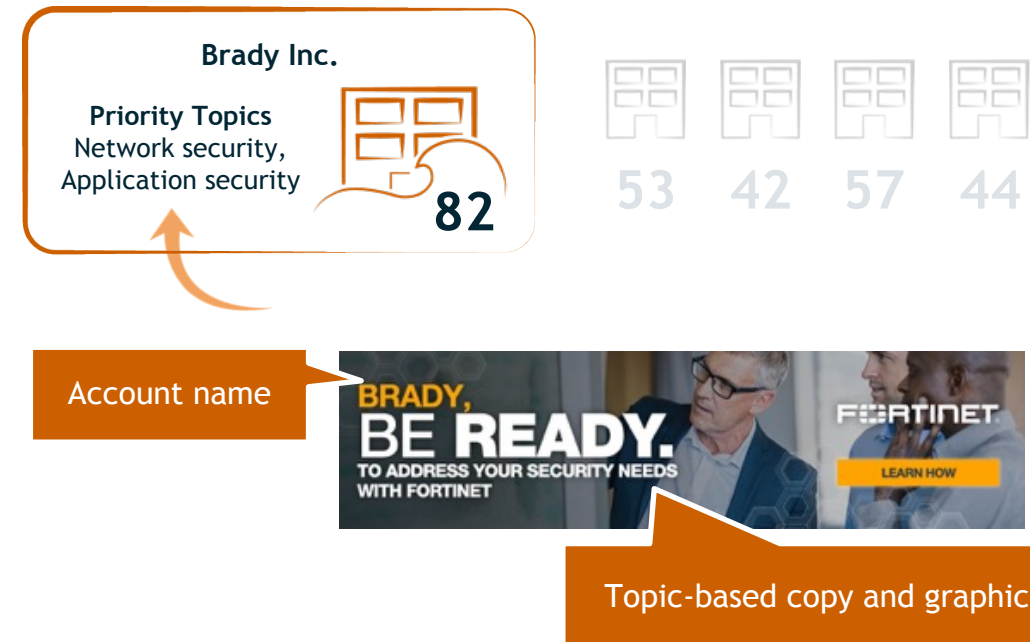 Brady Inc.
Priority Topics
Network security,
Application security
82
53 42 57 44
Account name
BRADY,
BE READY.
TO ADDRESS YOUR SECURITY NEEDS
WITH FORTINET
FORTINET
LEARN HOW
Topic-based copy and graphic